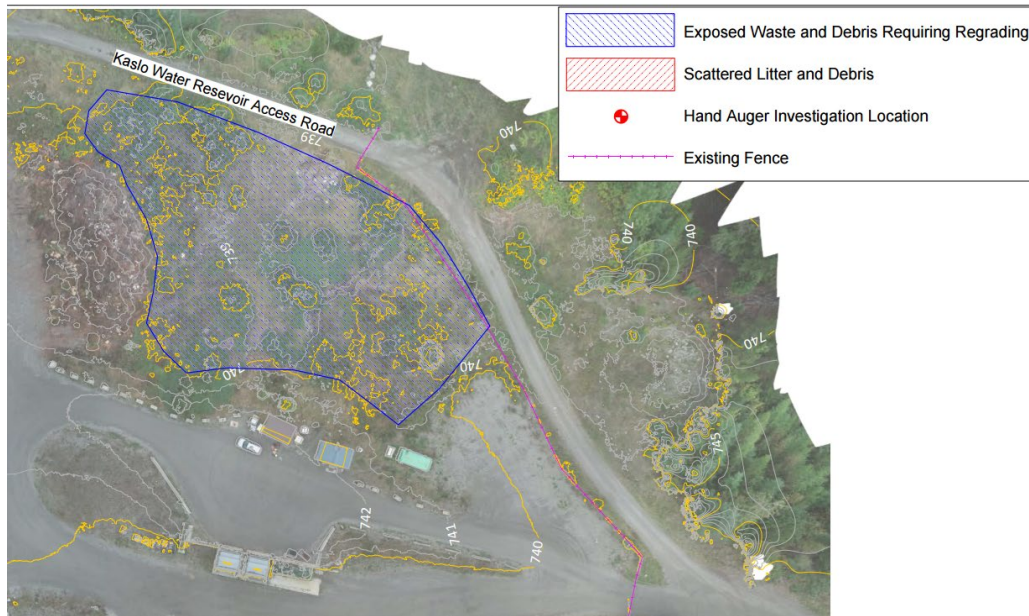 Exposed Waste and Debris Requiring Regrading
Scattered Litter and Debris
Hand Auger Investigation Location
Existing Fence
Kaslo Water Resevoir Access Road
739
740
740
740
739
740
740
740
745
742
741
740